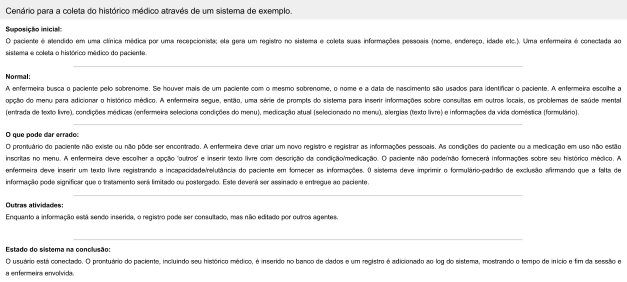 Cenário para a coleta do histórico médico através de um sistema de exemplo.
Suposição inicial:
O paciente é atendido em uma clínica médica por uma recepcionista; ela gera um registro no sistema e coleta suas informações pessoais (nome, endereço, idade etc.). Uma enfermeira é conectada ao
sistema e coleta o histórico médico do paciente.
Normal:
A enfermeira busca o paciente pelo sobrenome. Se houver mais de um paciente com o mesmo sobrenome, o nome e a data de nascimento são usados para identificar o paciente. A enfermeira escolhe a
opção do menu para adicionar o histórico médico. A enfermeira segue, então, uma série de prompts do sistema para inserir informações sobre consultas em outros locais, os problemas de saúde mental
(entrada de texto livre), condições médicas (enfermeira seleciona condições do menu), medicação atual (selecionado no menu), alergias (texto livre) e informações da vida doméstica (formulário).
O que pode dar errado:
O prontuário do paciente não existe ou não pôde ser encontrado. A enfermeira deve criar um novo registro e registrar as informações pessoais. As condições do paciente ou a medicação em uso não estão
inscritas no menu. A enfermeira deve escolher a opção 'outros' e inserir texto livre com descrição da condição/medicação. O paciente não pode/não fornecerá informações sobre seu histórico médico. A
enfermeira deve inserir um texto livre registrando a incapacidade/relutância do paciente em fornecer as informações. 0 sistema deve imprimir o formulário-padrão de exclusão afirmando que a falta de
informação pode significar que o tratamento será limitado ou postergado. Este deverá ser assinado e entregue ao paciente.
Outras atividades:
Enquanto a informação está sendo inserida, o registro pode ser consultado, mas não editado por outros agentes.
Estado do sistema na conclusão:
O usuário está conectado. O prontuário do paciente, incluindo seu histórico médico, é inserido no banco de dados e um registro é adicionado ao log do sistema, mostrando o tempo de início e fim da sessão e
a enfermeira envolvida.